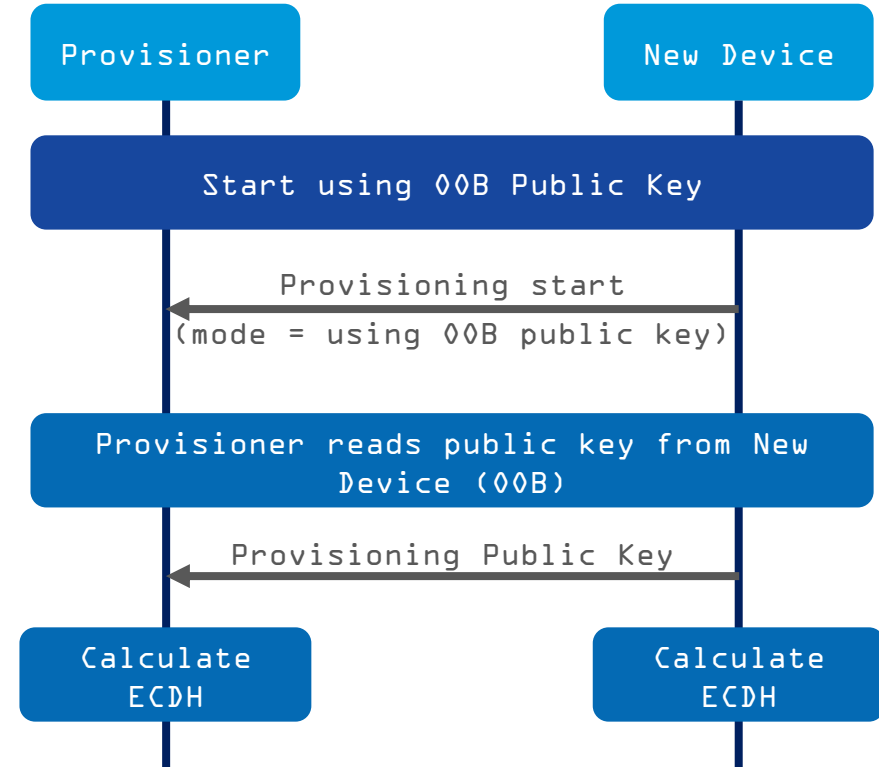 Provisioner
New Device
Start using OOB Public Key
Provisioning start
(mode = using OOB public key)
Provisioner reads public key from New
Device (OOB)
Provisioning Public Key
Calculate
ECDH
Calculate
ECDH